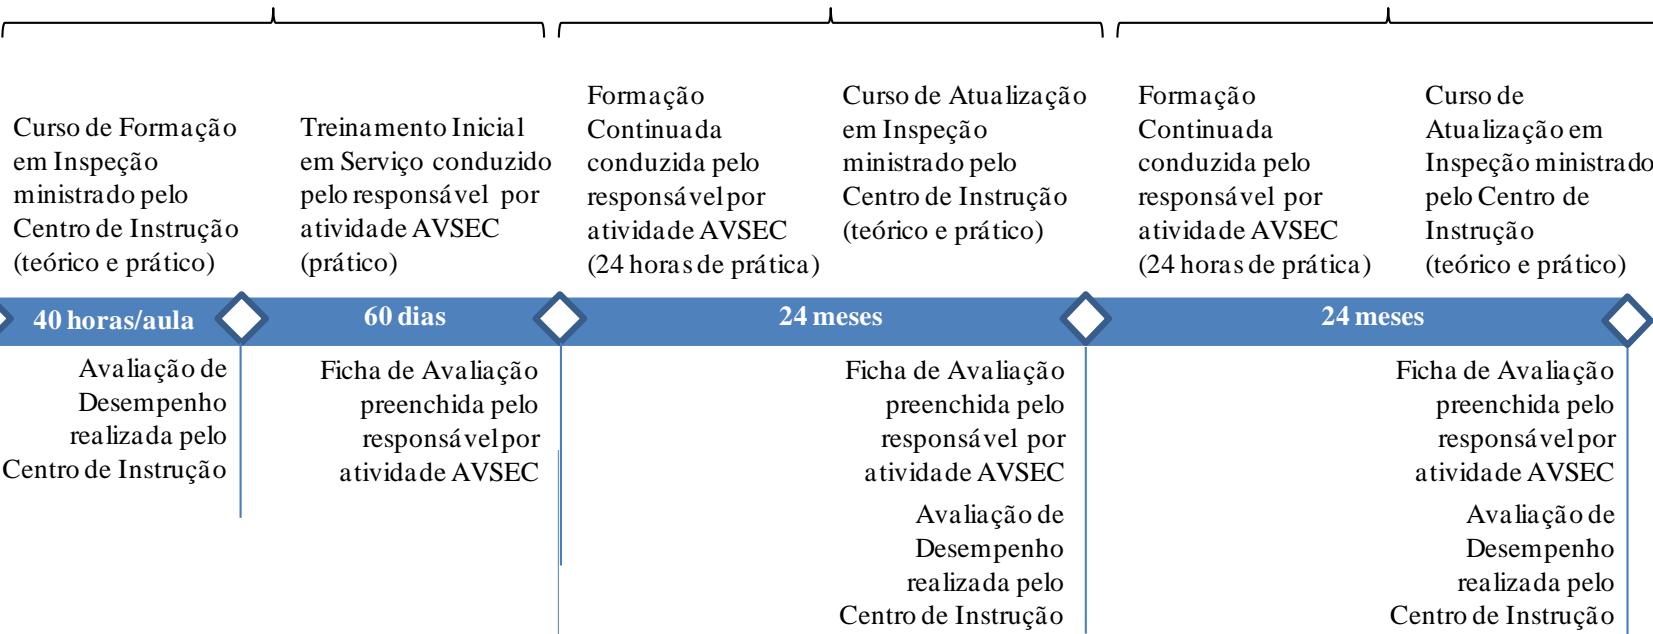 Curso de Formação
em Inspeção
ministrado pelo
Centro de Instrução
(teórico e prático)
Treinamento Inicial
em Serviço conduzido
pelo responsável por
atividade AVSEC
(prático)
Formação
Continuada
conduzida pelo
responsável por
atividade AVSEC
(24 horas de prática)
Curso de Atualização
em Inspeção
ministrado pelo
Centro de Instrução
(teórico e prático)
Formação
Continuada
conduzida pelo
responsável por
atividade AVSEC
(24 horas de prática)
Curso de
Atualização em
Inspeção ministrado
pelo Centro de
Instrução
(teórico e prático)
40 horas/aula
60 dias
24 meses
24 meses
Avaliação de
Desempenho
realizada pelo
Centro de Instrução
Ficha de Avaliação
preenchida pelo
responsável por
atividade AVSEC
Ficha de Avaliação
preenchida pelo
responsável por
atividade AVSEC
Avaliação de
Desempenho
realizada pelo
Centro de Instrução
Ficha de Avaliação
preenchida pelo
responsável por
atividade AVSEC
Avaliação de
Desempenho
realizada pelo
Centro de Instrução